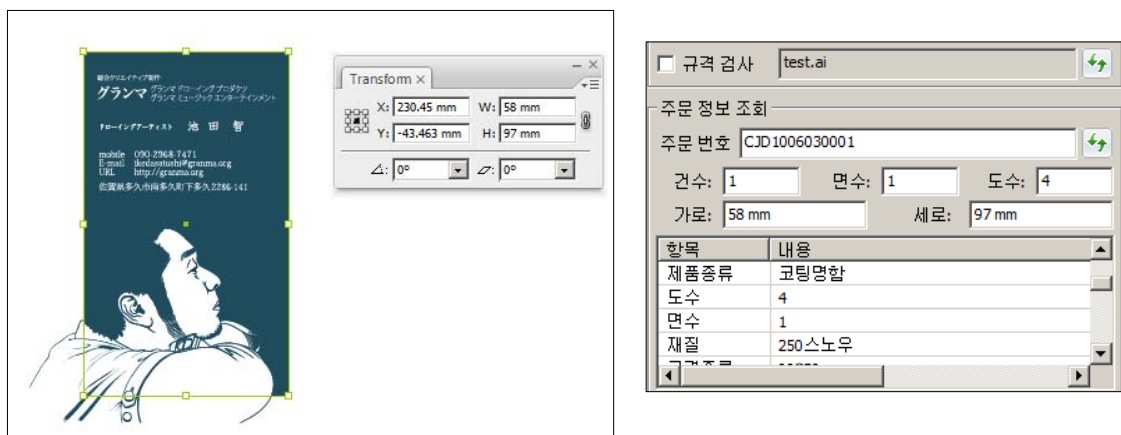 総合クリエイティブ制作
グランマ グランマ ドローイング プロダクツ
グランマ ミュージック エンターテインメント
ドローイングアーティスト 池田 智
mobile 090-2968-7471
E-mail ikedasatoshi@granma.org
URL http://granma.org
佐賀県多久市南多久町下多久2286-141
Transform ×
X: 230.45 mm W: 58 mm
Y: -43.463 mm H: 97 mm
0° 0°
규격 검사 test.ai
주문 정보 조회
주문 번호 CJD1006030001
건수: 1 면수: 1 도수: 4
가로: 58 mm 세로: 97 mm
항목 내용
제품종류 코팅명함
도수 4
면수 1
재질 250스노우